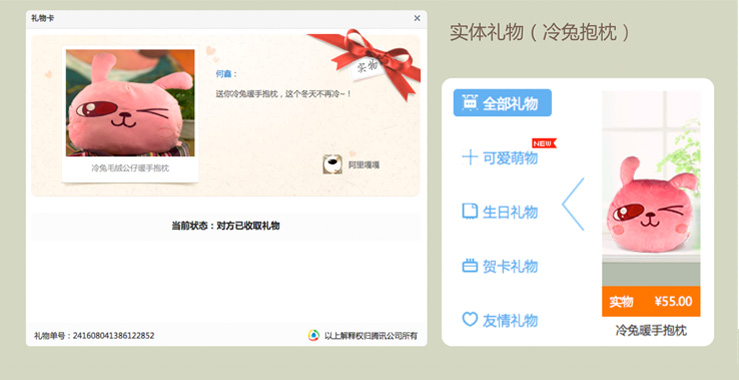 礼物卡
实物
何鑫：
送你冷兔暖手抱枕，这个冬天不再冷~！
冷兔毛绒公仔暖手抱枕
阿里嘎嘎
当前状态：对方已收取礼物
礼物单号：241608041386122852
以上解释权归腾讯公司所有
实体礼物（冷兔抱枕）
全部礼物
NEW
可爱萌物
生日礼物
贺卡礼物
友情礼物
实物 ¥55.00
冷兔暖手抱枕